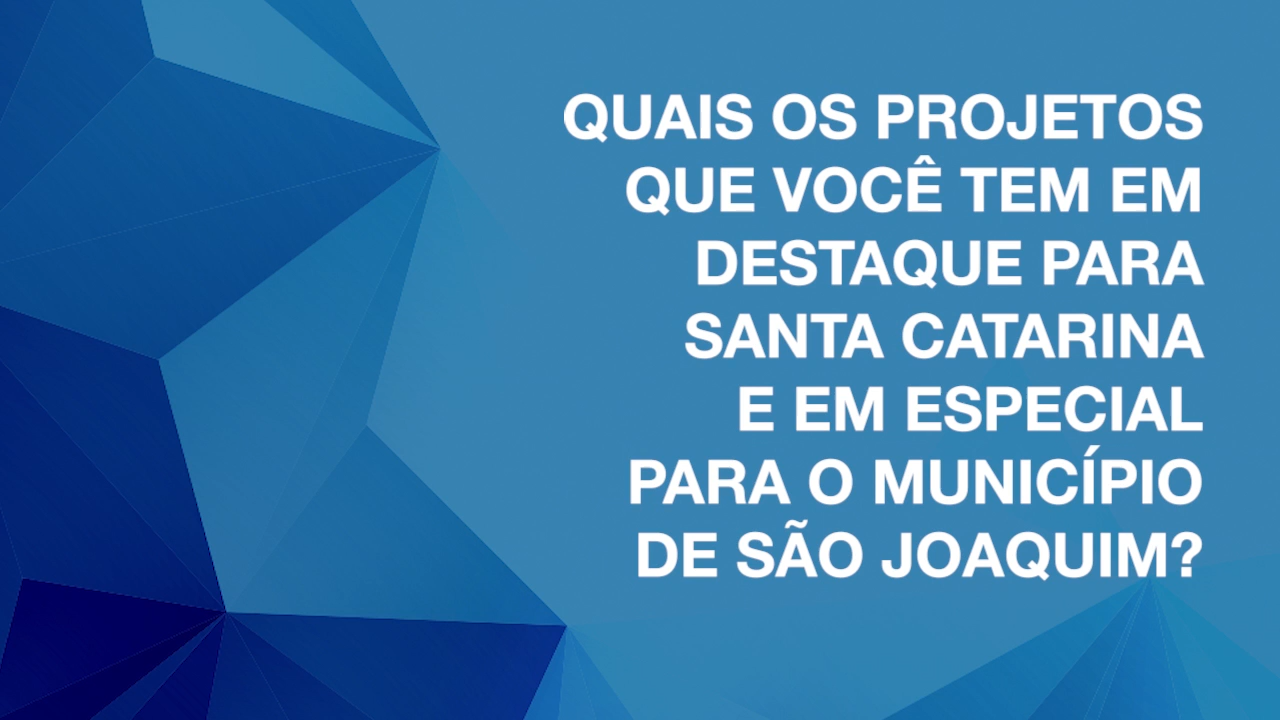 QUAIS OS PROJETOS
QUE VOCÊ TEM EM
DESTAQUE PARA
SANTA CATARINA
E EM ESPECIAL
PARA O MUNICÍPIO
DE SÃO JOAQUIM?